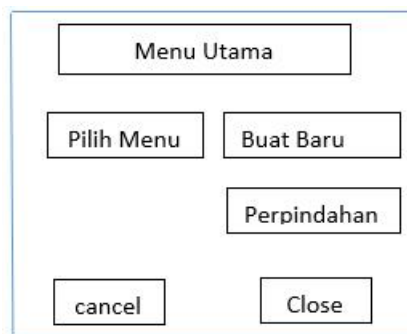 Menu Utama
Pilih Menu
Buat Baru
Perpindahan
cancel
Close